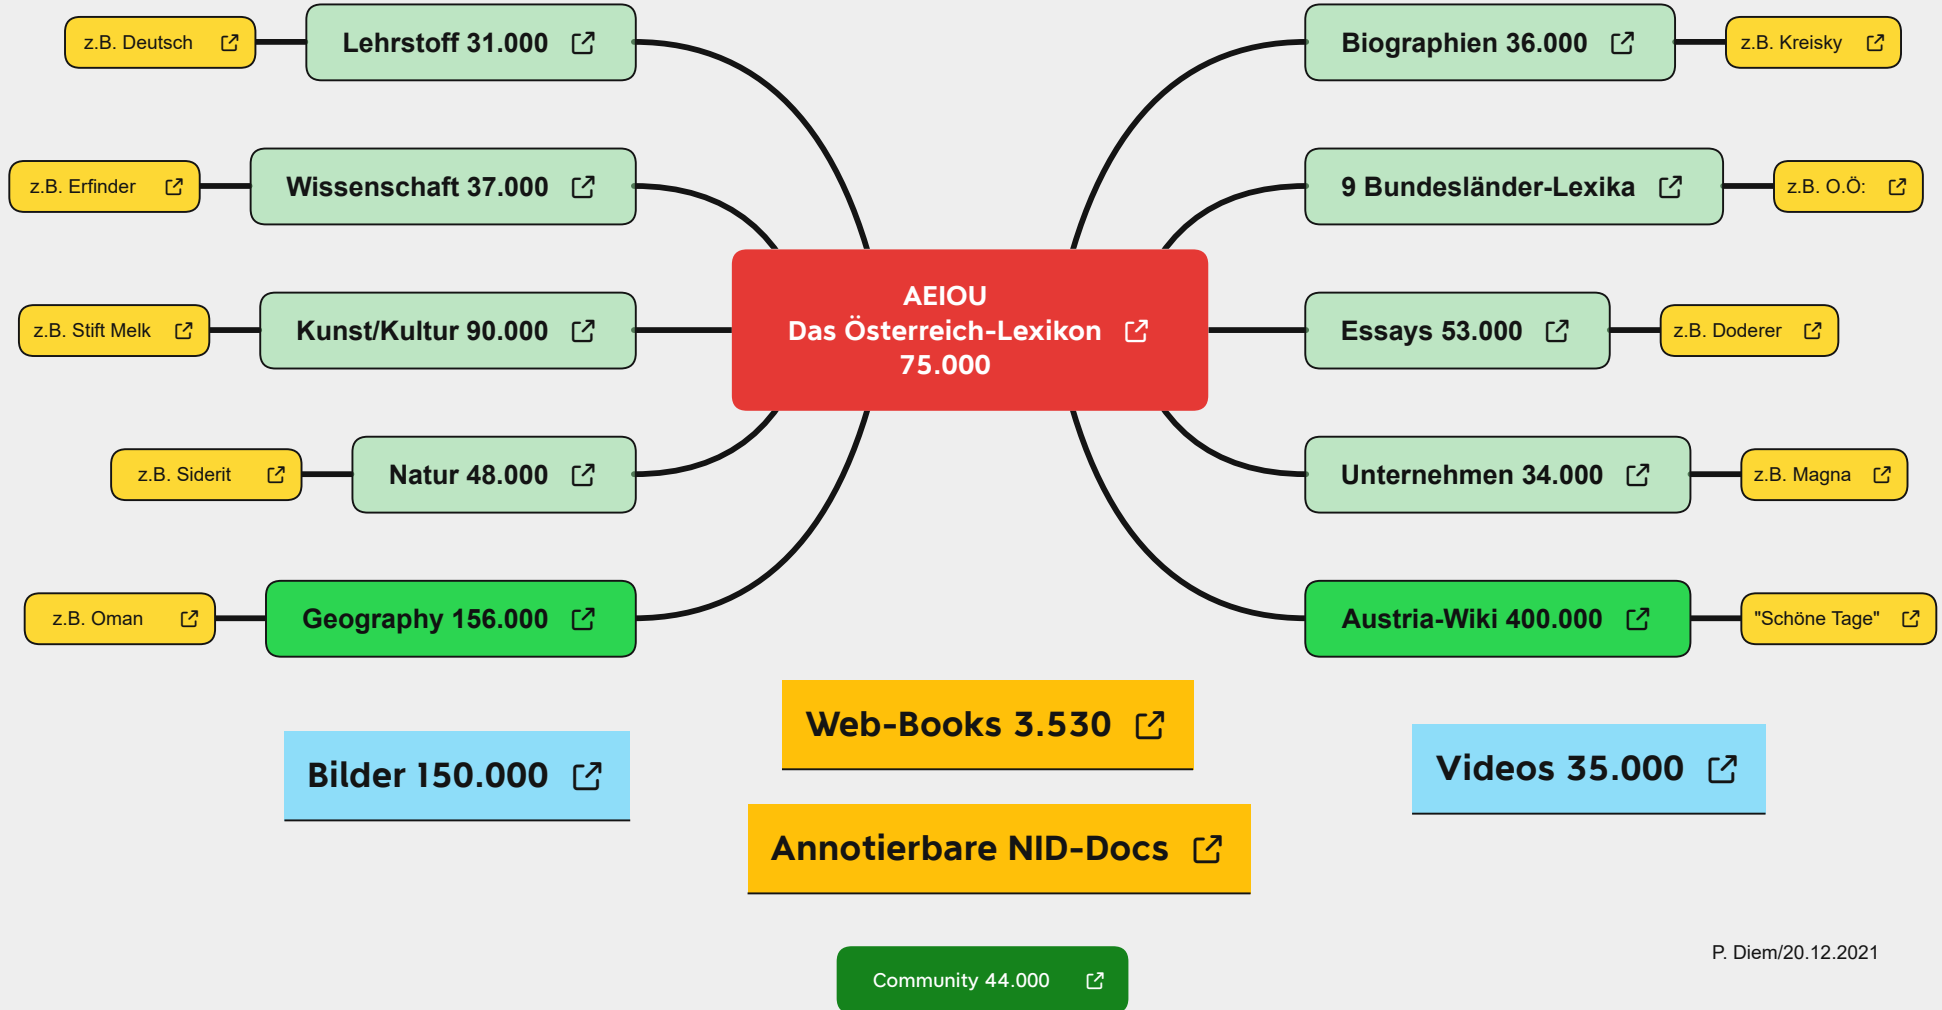 z.B. Deutsch
Lehrstoff 31.000
Biographien 36.000
z.B. Kreisky
z.B. Erfinder
Wissenschaft 37.000
9 Bundesländer-Lexika
z.B. O.Ö:
AEIOU
Das Österreich-Lexikon
75.000
z.B. Stift Melk
Kunst/Kultur 90.000
Essays 53.000
z.B. Doderer
z.B. Siderit
Natur 48.000
Unternehmen 34.000
z.B. Magna
z.B. Oman
Geography 156.000
Austria-Wiki 400.000
"Schöne Tage"
Web-Books 3.530
Bilder 150.000
Videos 35.000
Annotierbare NID-Docs
P. Diem/20.12.2021
Community 44.000